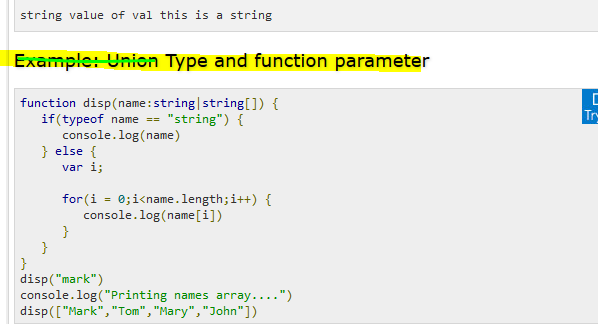 string value of val this is a string
Example: Union Type and function parameter
function disp(name:string|string[]) {
   if(typeof name == "string") {
      console.log(name)
   } else {
      var i;
      for(i = 0;i<name.length;i++) {
         console.log(name[i])
      }
   }
}
disp("mark")
console.log("Printing names array....")
disp(["Mark","Tom","Mary","John"])